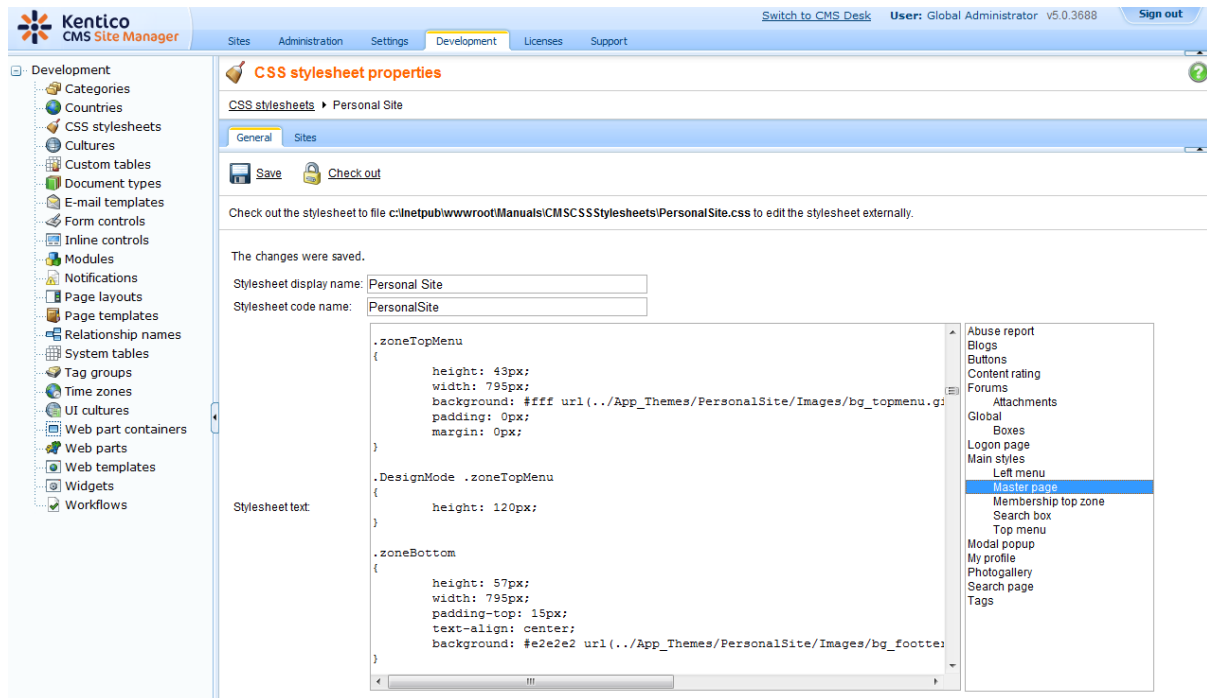 Kentico
CMS Site Manager
Switch to CMS Desk User: Global Administrator v5.0.3688 Sign out
Sites Administration Settings Development Licenses Support
Development
Categories
Countries
CSS stylesheets
Cultures
Custom tables
Document types
E-mail templates
Form controls
Inline controls
Modules
Notifications
Page layouts
Page templates
Relationship names
System tables
Tag groups
Time zones
UI cultures
Web part containers
Web parts
Web templates
Widgets
Workflows
CSS stylesheet properties
CSS stylesheets Personal Site
General Sites
Save Check out
Check out the stylesheet to file c:\Inetpub\wwwroot\Manuals\CMSCSSStylesheets\PersonalSite.css to edit the stylesheet externally.
The changes were saved.
Stylesheet display name: Personal Site
Stylesheet code name: PersonalSite
Stylesheet text:
.zoneTopMenu
{
height: 43px;
width: 795px;
background: #fff url(../App_Themes/PersonalSite/Images/bg_topmenu.gi
padding: 0px;
margin: 0px;
}
.DesignMode .zoneTopMenu
{
height: 120px;
}
.zoneBottom
{
height: 57px;
width: 795px;
padding-top: 15px;
text-align: center;
background: #e2e2e2 url(../App_Themes/PersonalSite/Images/bg_footter
}
Abuse report
Blogs
Buttons
Content rating
Forums
Attachments
Global
Boxes
Logon page
Main styles
Left menu
Master page
Membership top zone
Search box
Top menu
Modal popup
My profile
Photogallery
Search page
Tags